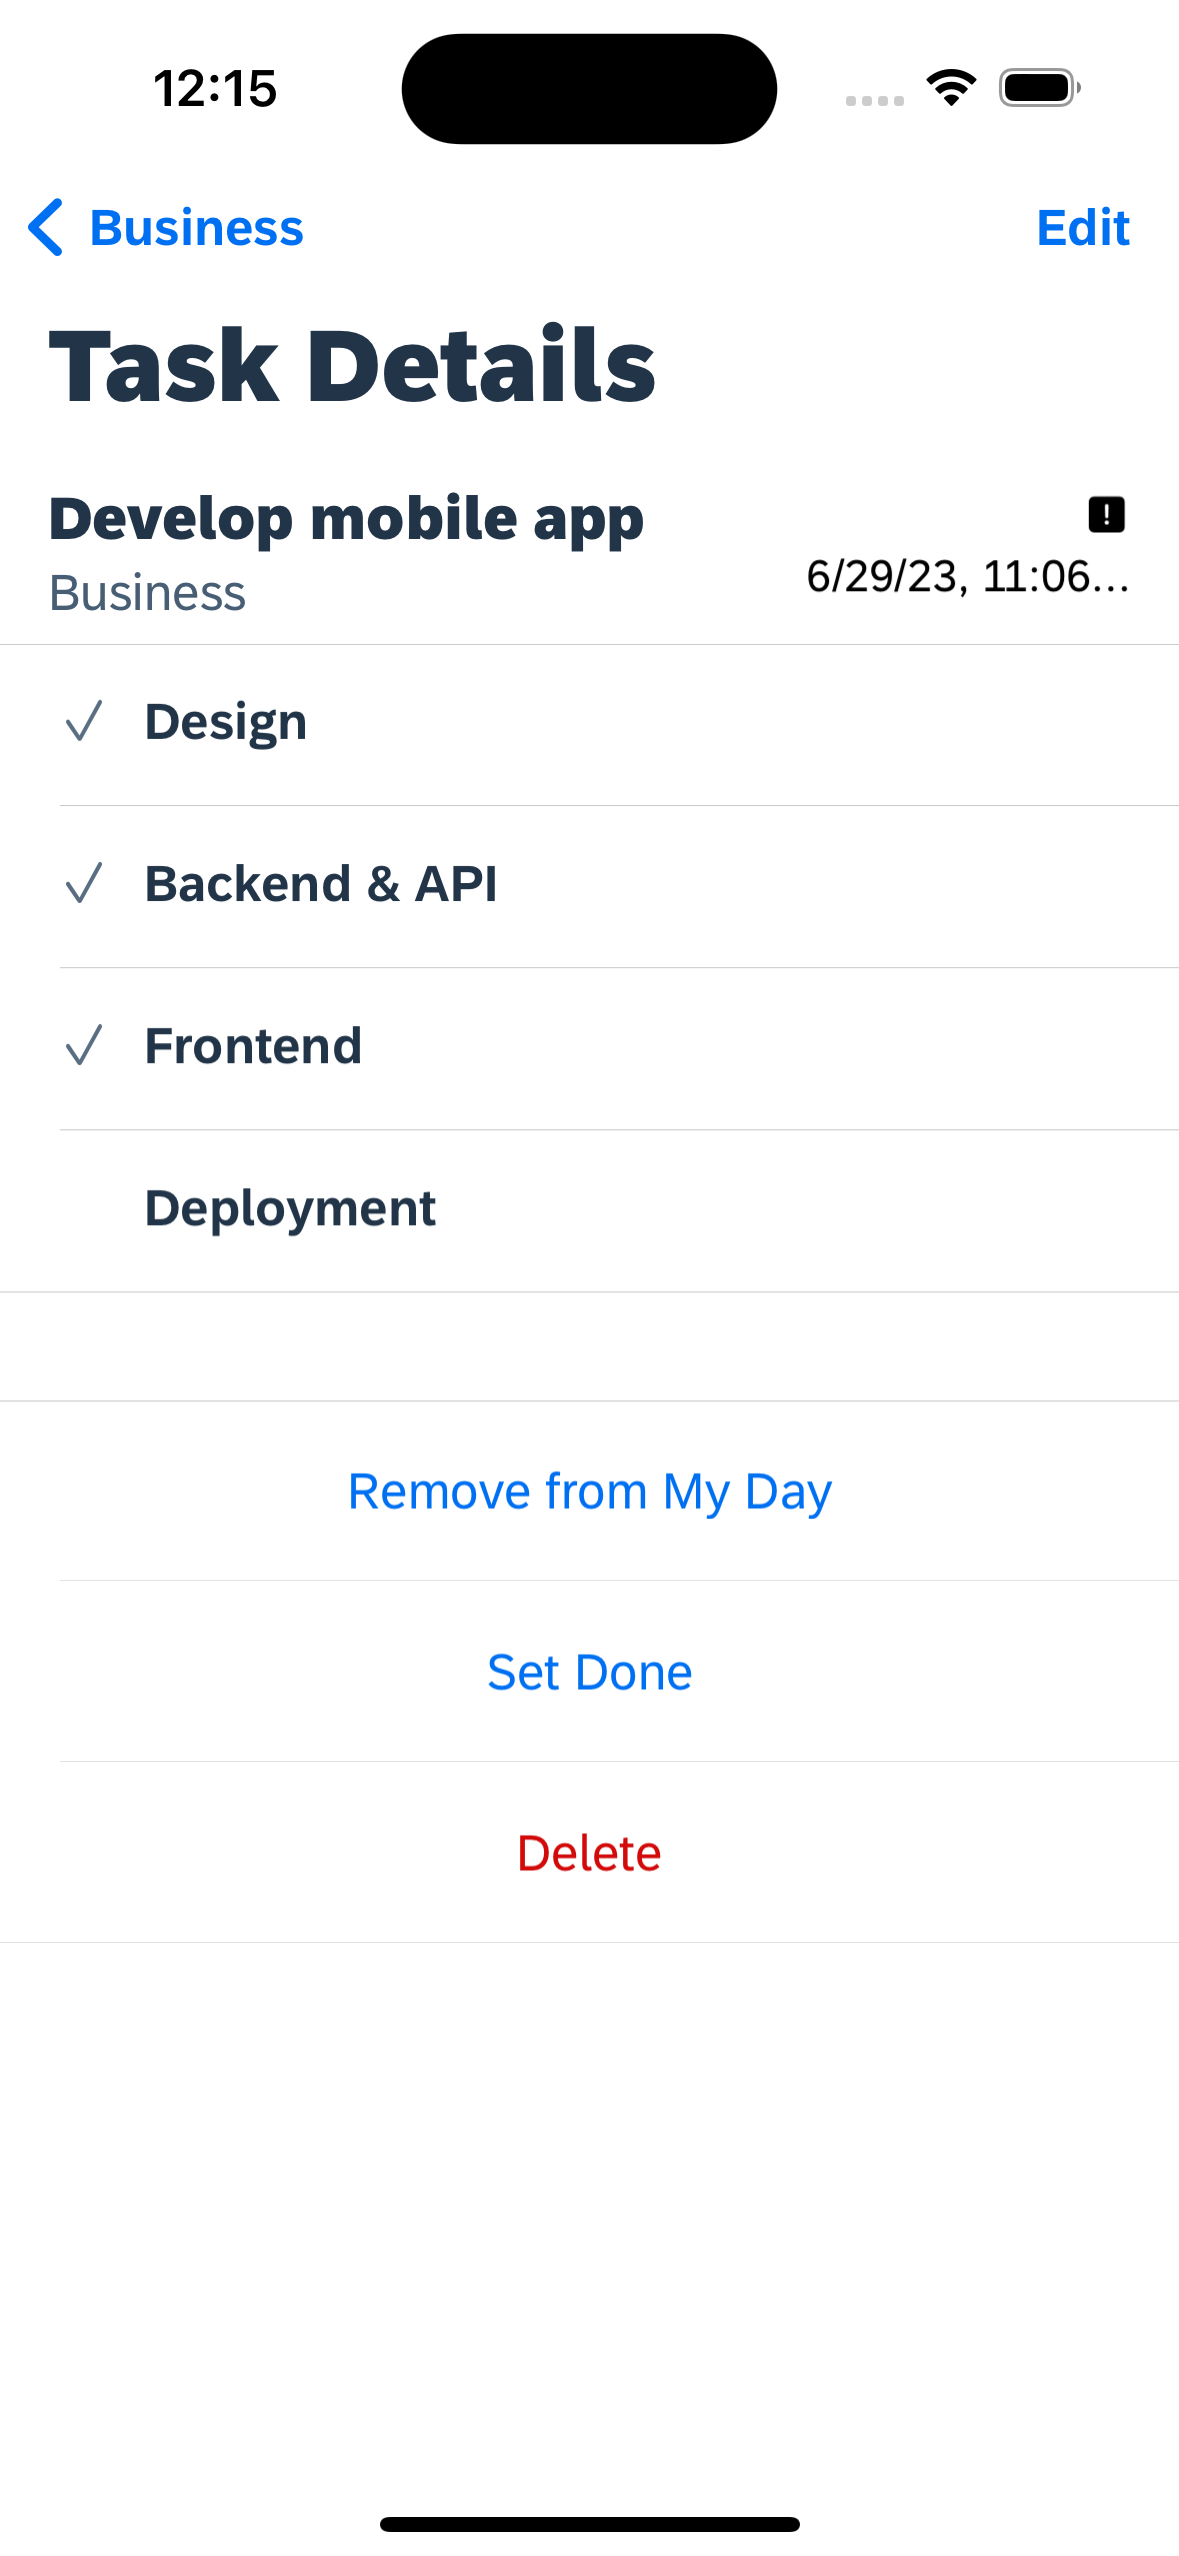 12:15
Business
Edit
Task Details
Develop mobile app
Business
6/29/23, 11:06...
Design
Backend & API
Frontend
Deployment
Remove from My Day
Set Done
Delete